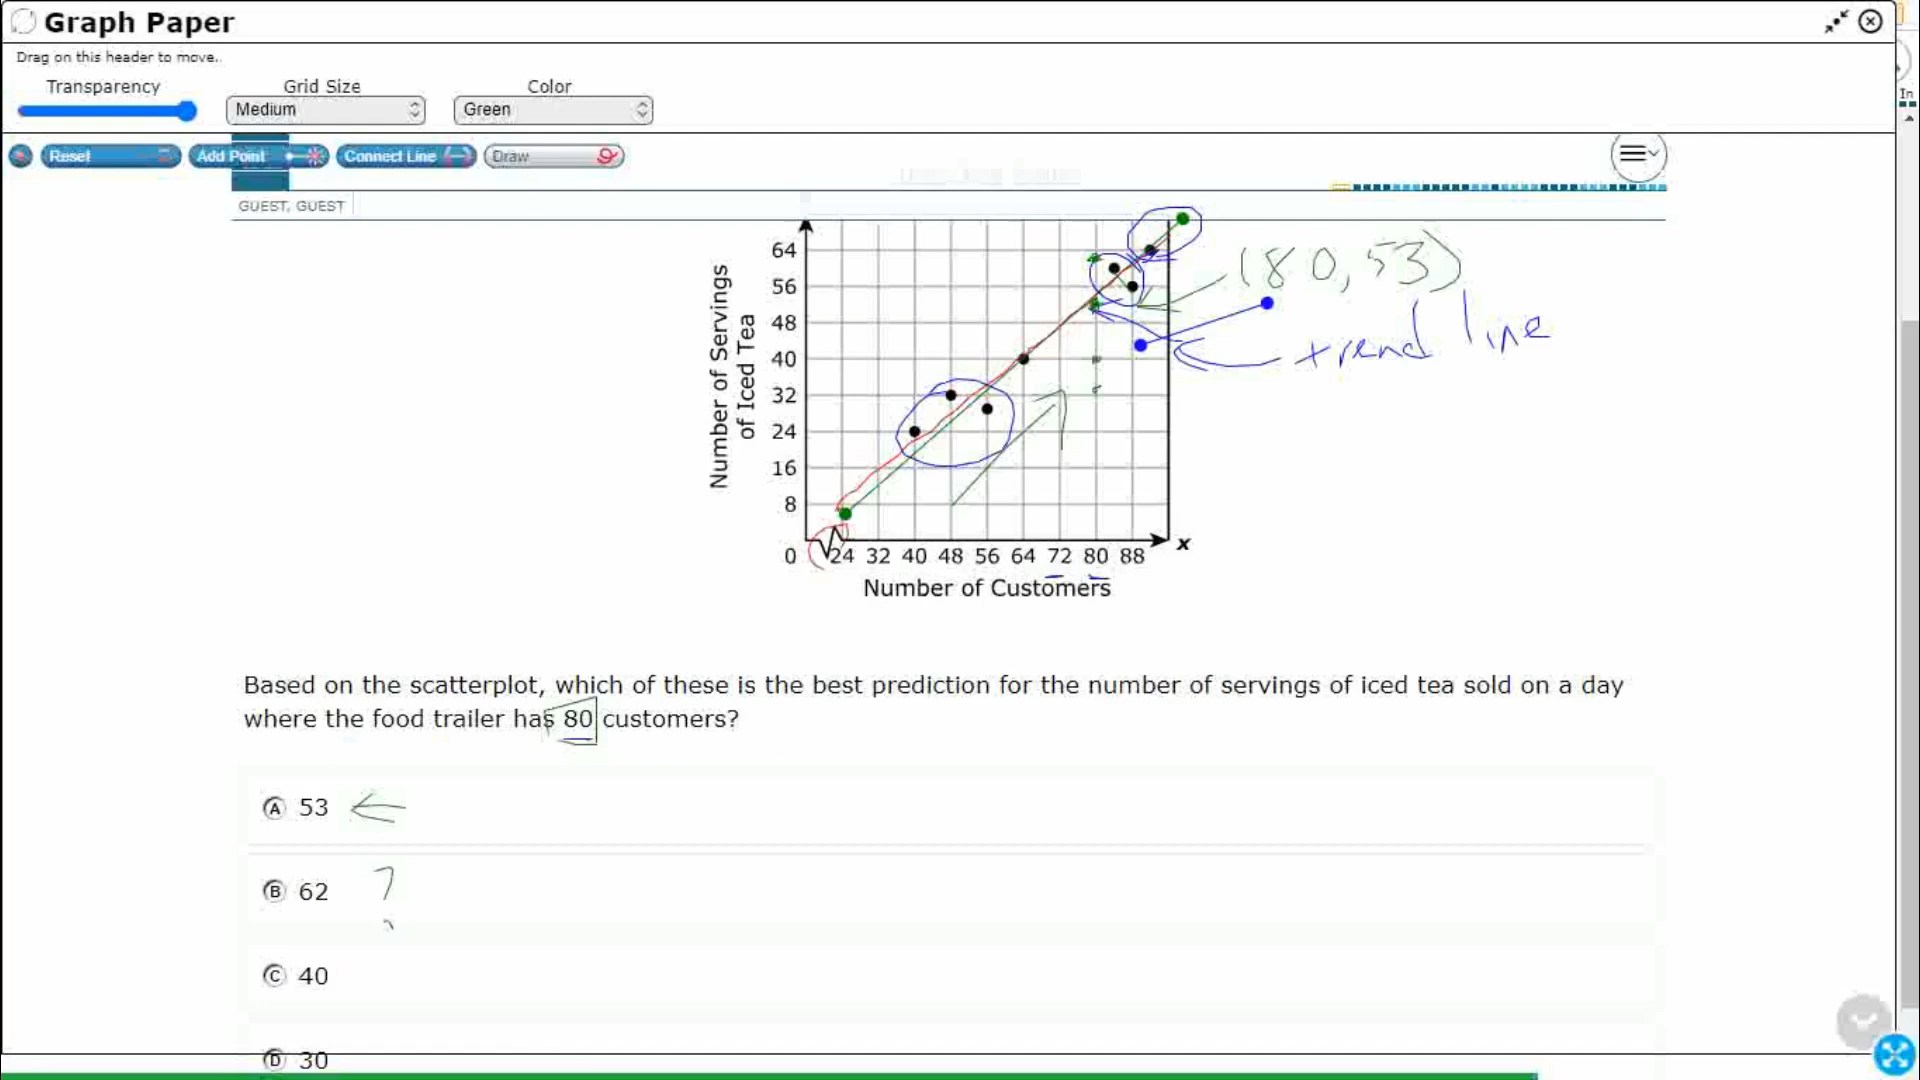 Graph Paper
Drag on this header to move..
Transparency
Grid Size
Color
Medium
Green
Reset
Add Point
Connect Line
Draw
In
GUEST, GUEST
Number of Servings
of Iced Tea
64
56
48
40
32
24
16
8
0
24 32 40 48 56 64 72 80 88
x
Number of Customers
(80,53)
trend line
Based on the scatterplot, which of these is the best prediction for the number of servings of iced tea sold on a day
where the food trailer has 80 customers?
A 53
B 62 ?
C 40
D 30